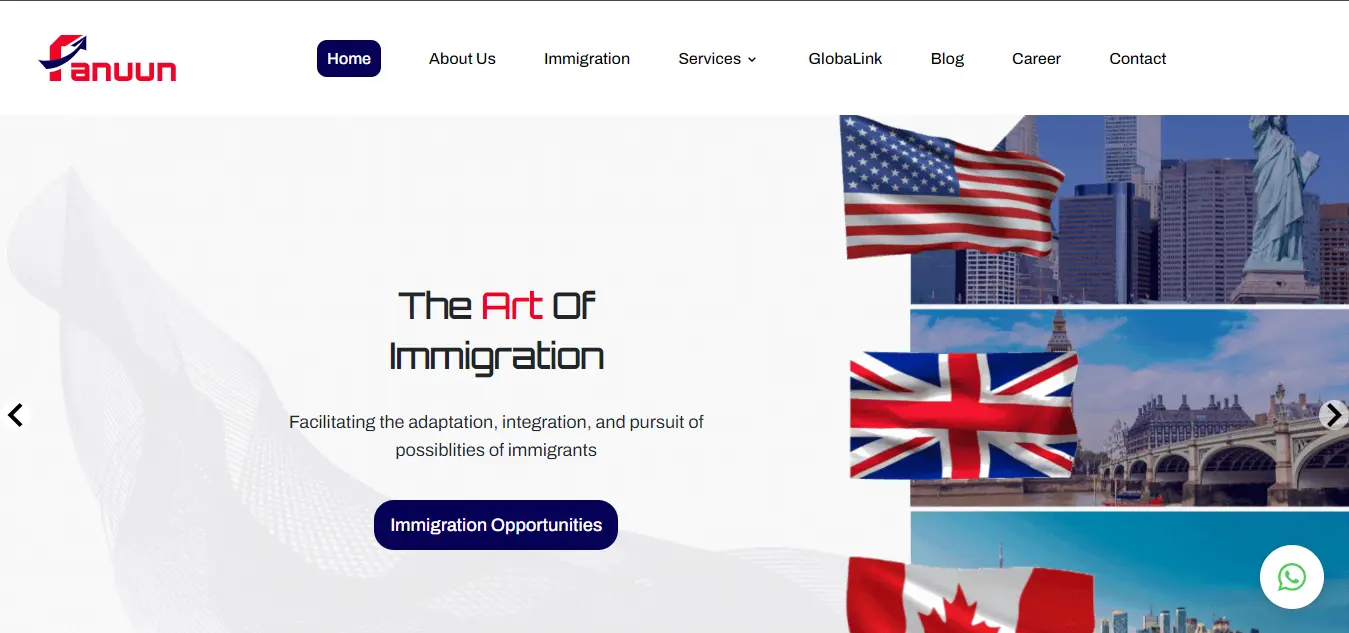 Fanuun
Home
About Us
Immigration
Services
GlobaLink
Blog
Career
Contact
The Art Of
Immigration
Facilitating the adaptation, integration, and pursuit of
possiblities of immigrants
Immigration Opportunities